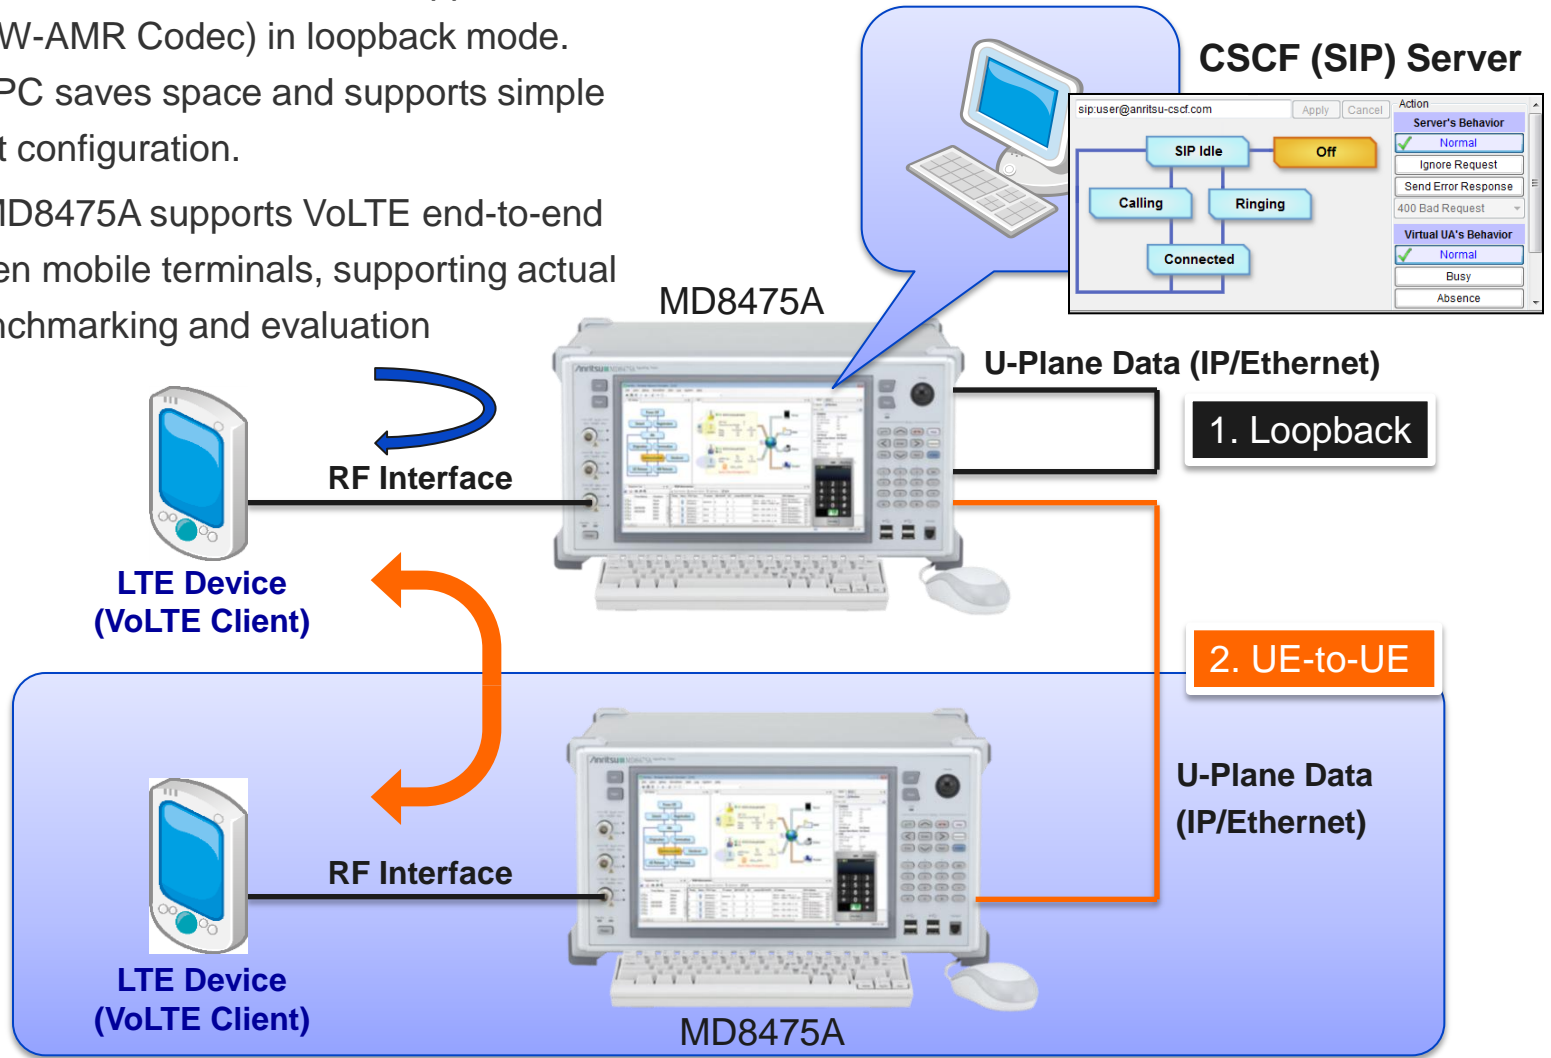 W-AMR Codec) in loopback mode.
PC saves space and supports simple
t configuration.
MD8475A supports VoLTE end-to-end
en mobile terminals, supporting actual
nchmarking and evaluation
CSCF (SIP) Server
sip:user@anritsu-cscf.com
Apply
Cancel
Action
Server's Behavior
Normal
Ignore Request
Send Error Response
400 Bad Request
Virtual UA's Behavior
Normal
Busy
Absence
SIP Idle
Off
Calling
Ringing
Connected
MD8475A
Anritsu
U-Plane Data (IP/Ethernet)
1. Loopback
RF Interface
LTE Device
(VoLTE Client)
2. UE-to-UE
Anritsu
U-Plane Data
(IP/Ethernet)
RF Interface
LTE Device
(VoLTE Client)
MD8475A